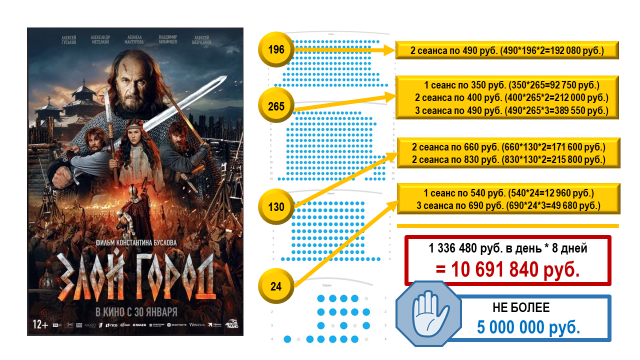 АЛЕКСЕЙ ГУСЬКОВ
АЛЕКСАНДР МЕТЕЛКИН
ВЛАДИМИР
АЛЕКСЕЙ
ФИЛЬМ КОНСТАНТИНА БУСЛОВА
ЗЛОЙ ГОРОД
В КИНО С 30 ЯНВАРЯ
12+
196
2 сеанса по 490 руб. (490*196*2=192 080 руб.)
265
1 сеанс по 350 руб. (350*265=92 750 руб.)
2 сеанса по 400 руб. (400*265*2=212 000 руб.)
3 сеанса по 490 руб. (490*265*3=389 550 руб.)
130
2 сеанса по 660 руб. (660*130*2=171 600 руб.)
2 сеанса по 830 руб. (830*130*2=215 800 руб.)
24
1 сеанс по 540 руб. (540*24=12 960 руб.)
3 сеанса по 690 руб. (690*24*3=49 680 руб.)
1 336 480 руб. в день * 8 дней
= 10 691 840 руб.
НЕ БОЛЕЕ
5 000 000 руб.